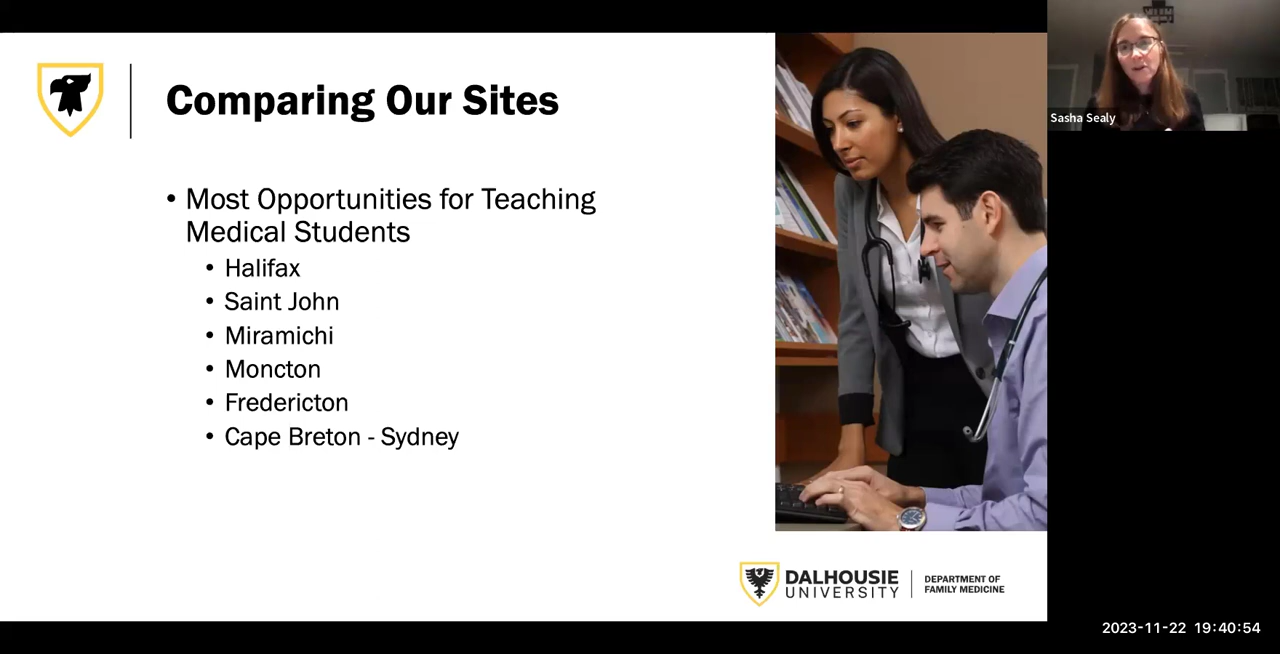 Comparing Our Sites
• Most Opportunities for Teaching
Medical Students
• Halifax
• Saint John
• Miramichi
• Moncton
• Fredericton
• Cape Breton - Sydney
DALHOUSIE
UNIVERSITY
DEPARTMENT OF
FAMILY MEDICINE
Sasha Sealy
2023-11-22 19:40:54